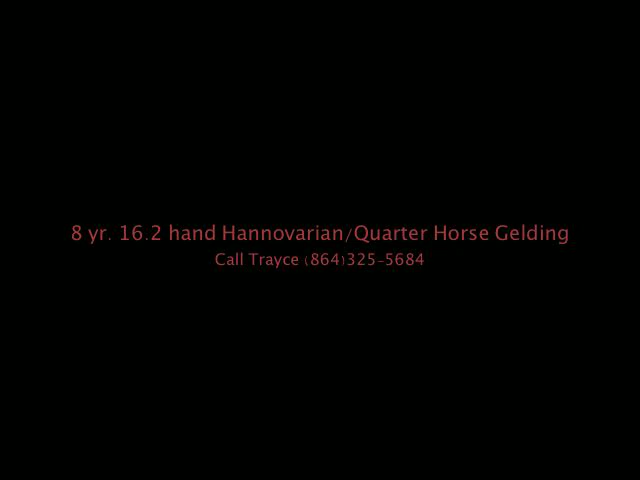 8 yr. 16.2 hand Hannovarian/Quarter Horse Gelding
Call Trayce (864)325-5684